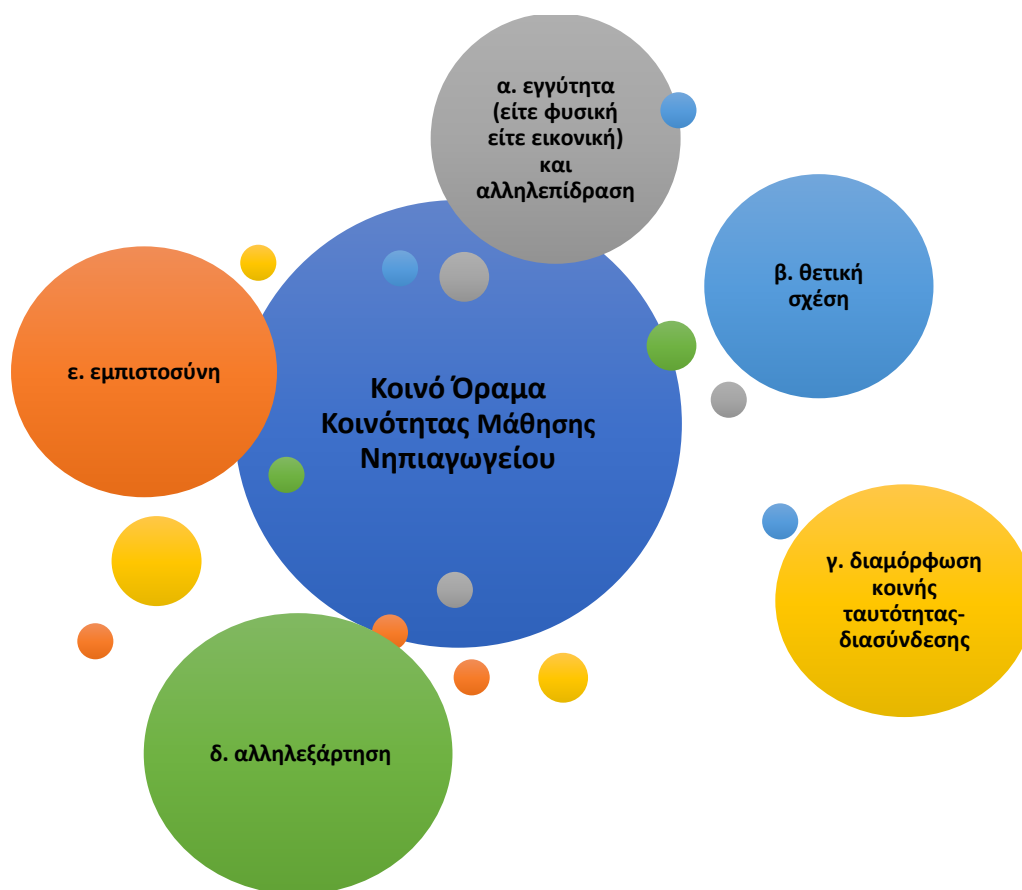 α. εγγύτητα
(είτε φυσική
είτε εικονική)
και
αλληλεπίδραση
β. θετική
σχέση
ε. εμπιστοσύνη
Κοινό Όραμα
Κοινότητας Μάθησης
Νηπιαγωγείου
γ. διαμόρφωση
κοινής
ταυτότητας-
διασύνδεσης
δ. αλληλεξάρτηση